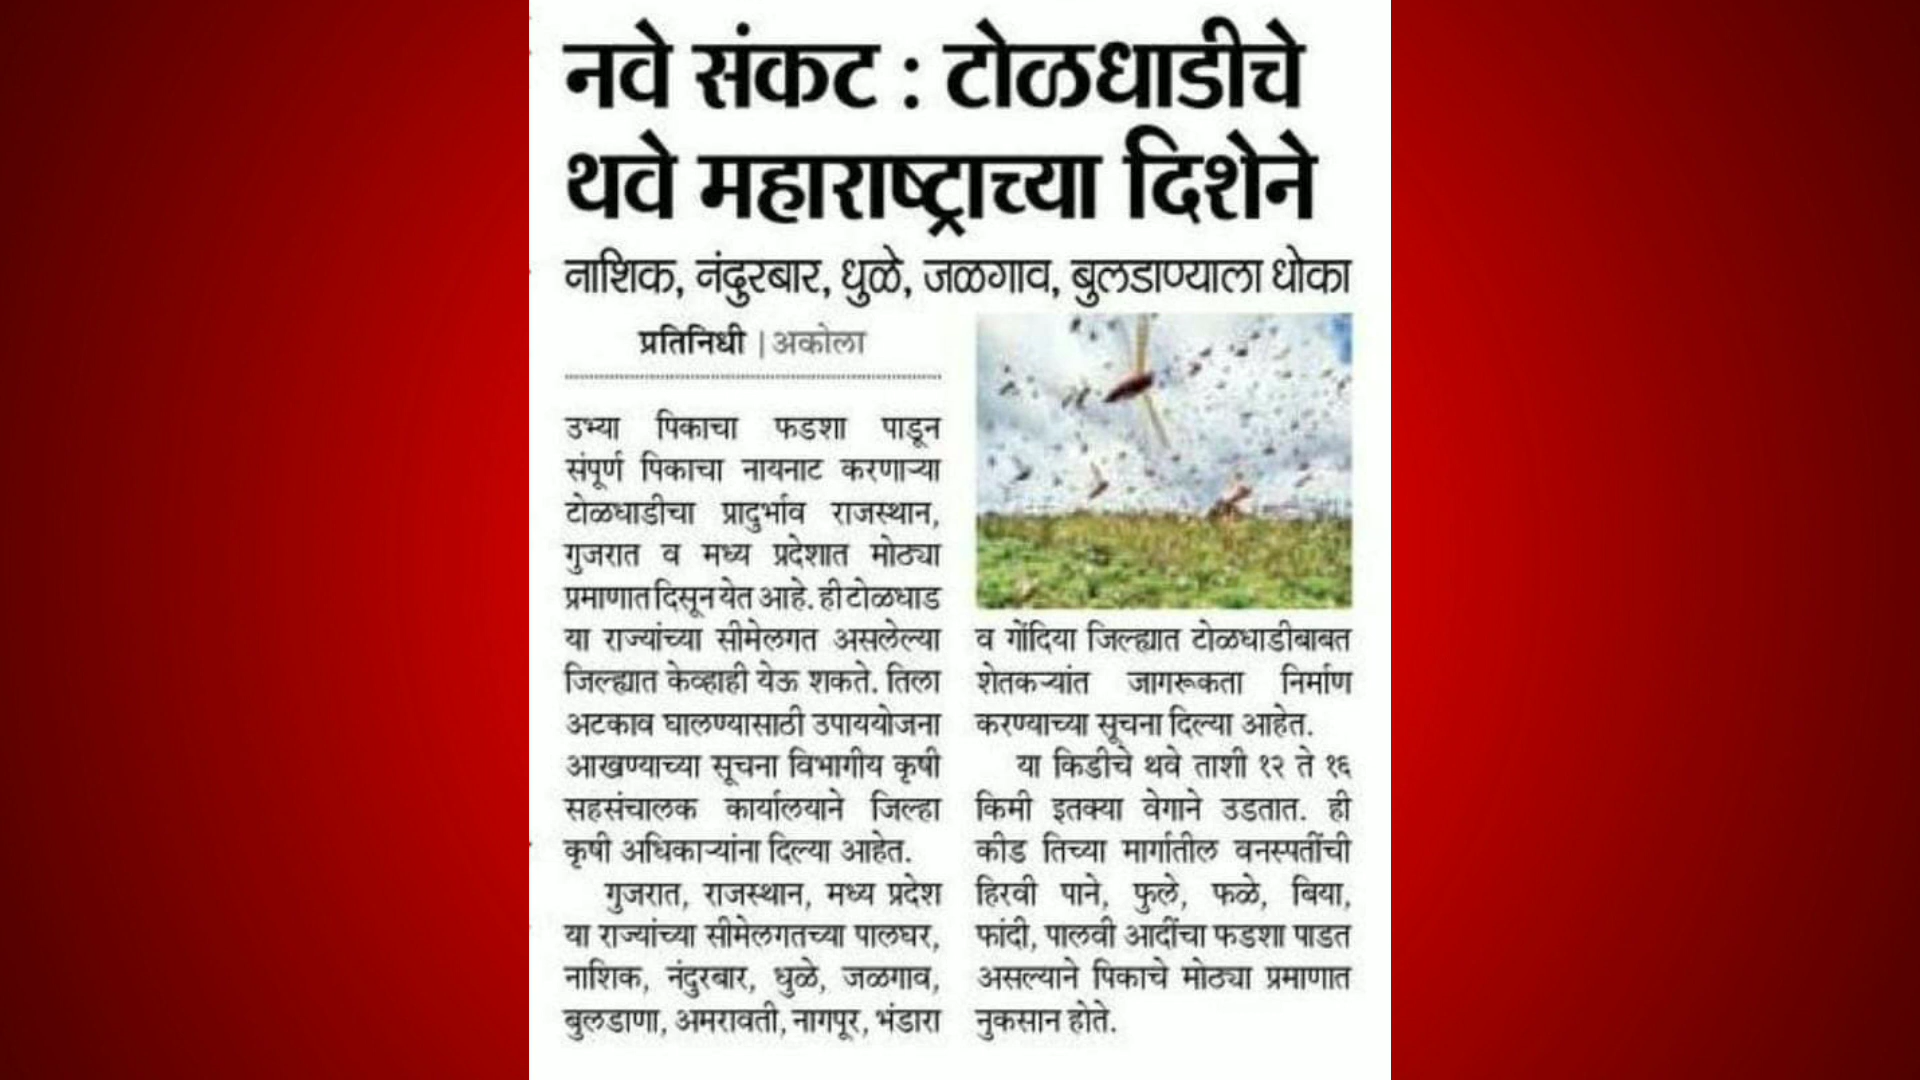 नवे संकट : टोळधाडीचे
थवे महाराष्ट्राच्या दिशेने
नाशिक, नंदुरबार, धुळे, जळगाव, बुलडाण्याला धोका
प्रतिनिधी | अकोला
उभ्या पिकाचा फडशा पाडून
संपूर्ण पिकाचा नायनाट करणाऱ्या
टोळधाडीचा प्रादुर्भाव राजस्थान,
गुजरात व मध्य प्रदेशात मोठ्या
प्रमाणात दिसून येत आहे. ही टोळधाड
या राज्यांच्या सीमेलगत असलेल्या
जिल्ह्यात केव्हाही येऊ शकते. तिला
अटकाव घालण्यासाठी उपाययोजना
आखण्याच्या सूचना विभागीय कृषी
सहसंचालक कार्यालयाने जिल्हा
कृषी अधिकाऱ्यांना दिल्या आहेत.
गुजरात, राजस्थान, मध्य प्रदेश
या राज्यांच्या सीमेलगतच्या पालघर,
नाशिक, नंदुरबार, धुळे, जळगाव,
बुलडाणा, अमरावती, नागपूर, भंडारा
व गोंदिया जिल्ह्यात टोळधाडीबाबत
शेतकऱ्यांत जागरूकता निर्माण
करण्याच्या सूचना दिल्या आहेत.
या किडीचे थवे ताशी १२ ते १६
किमी इतक्या वेगाने उडतात. ही
कीड तिच्या मार्गातील वनस्पतींची
हिरवी पाने, फुले, फळे, बिया,
फांदी, पालवी आदींचा फडशा पाडत
असल्याने पिकाचे मोठ्या प्रमाणात
नुकसान होते.